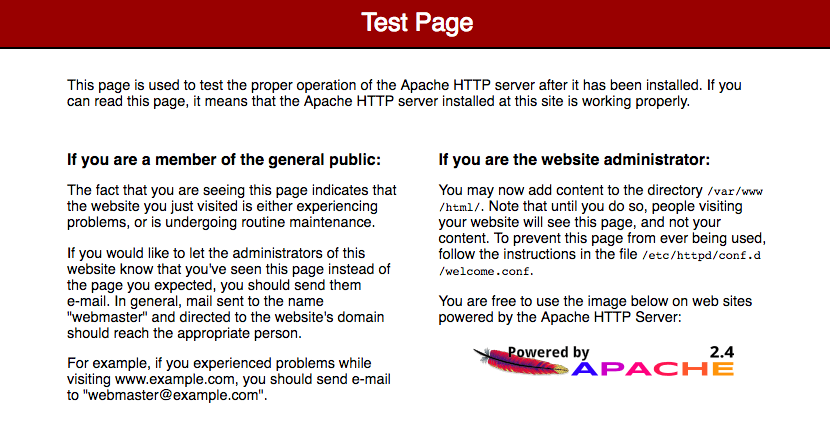 Test Page
This page is used to test the proper operation of the Apache HTTP server after it has been installed. If you
can read this page, it means that the Apache HTTP server installed at this site is working properly.
If you are a member of the general public:
The fact that you are seeing this page indicates that
the website you just visited is either experiencing
problems, or is undergoing routine maintenance.
If you would like to let the administrators of this
website know that you've seen this page instead of
the page you expected, you should send them
e-mail. In general, mail sent to the name
"webmaster" and directed to the website's domain
should reach the appropriate person.
For example, if you experienced problems while
visiting www.example.com, you should send e-mail
to "webmaster@example.com".
If you are the website administrator:
You may now add content to the directory /var/www
/html/. Note that until you do so, people visiting
your website will see this page, and not your
content. To prevent this page from ever being used,
follow the instructions in the file /etc/httpd/conf.d
/welcome.conf.
You are free to use the image below on web sites
powered by the Apache HTTP Server:
Powered by 2.4
APACHE